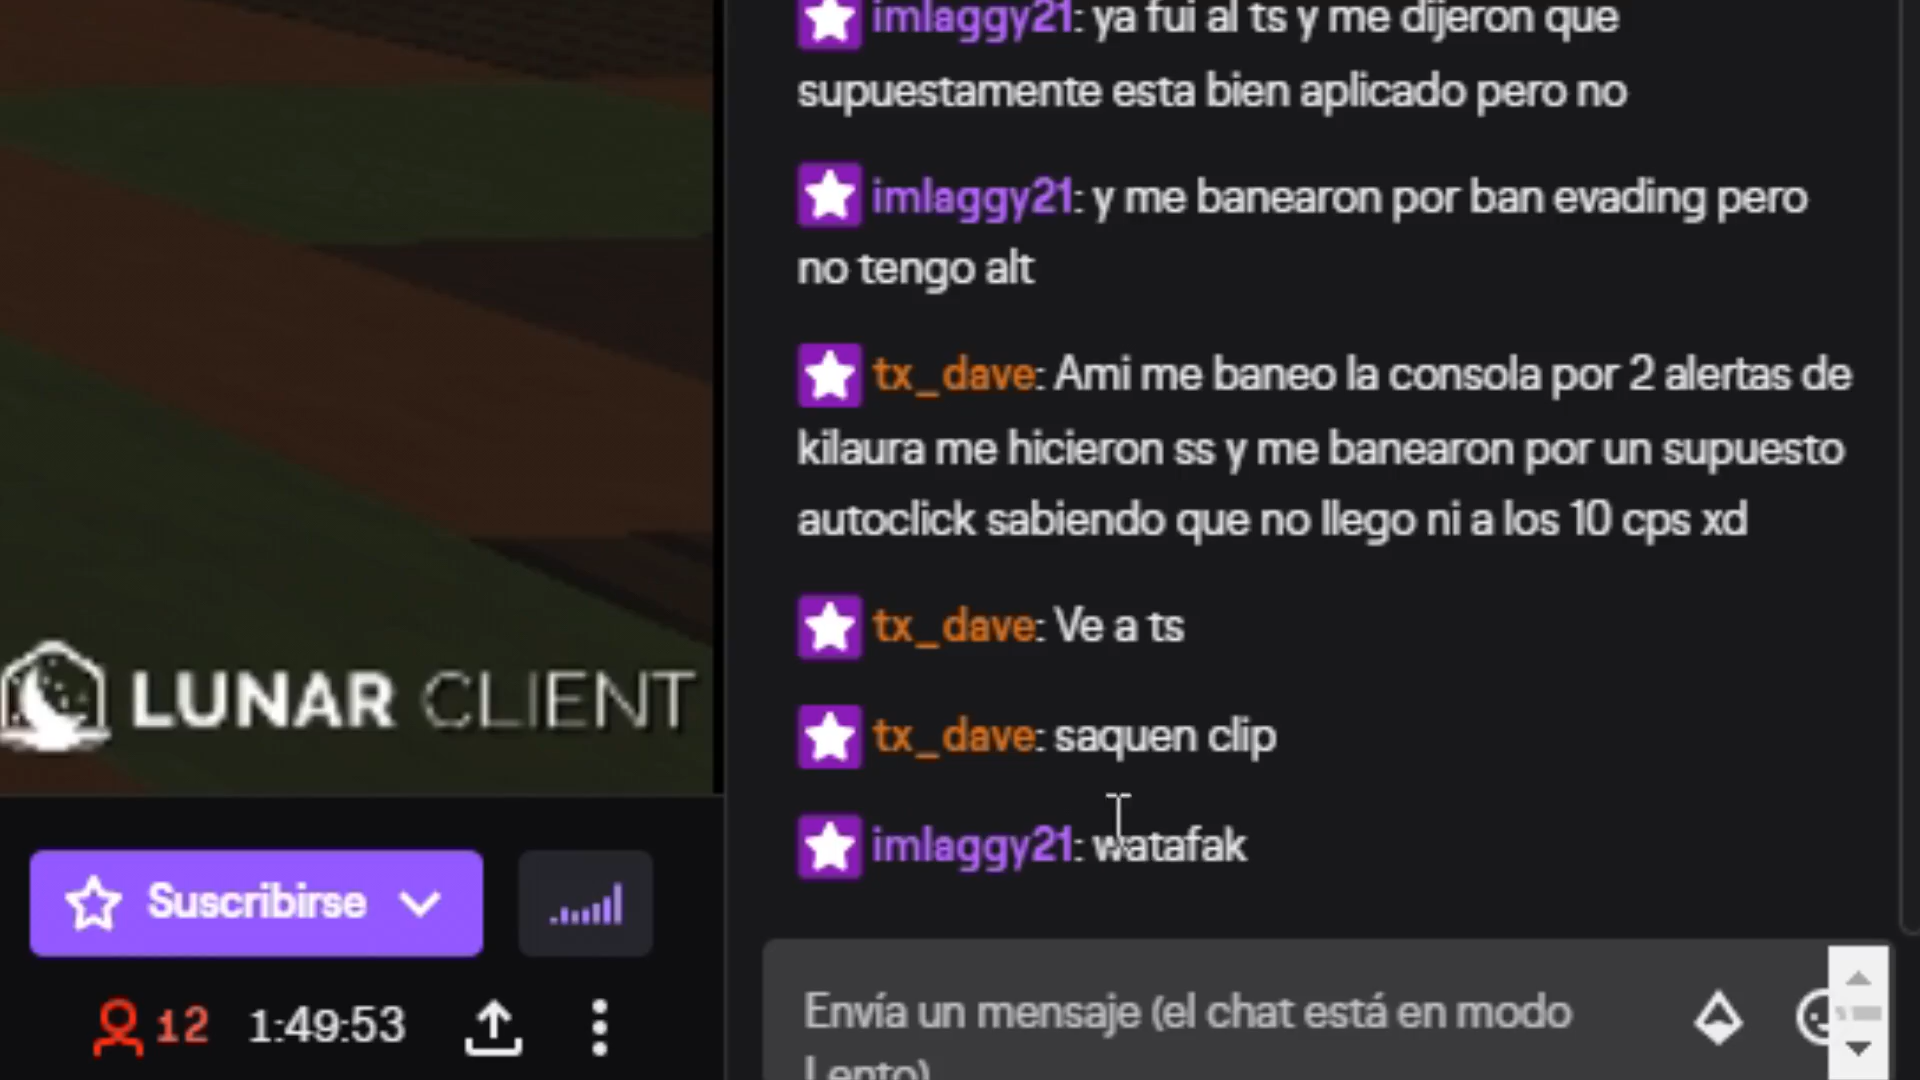 imlaggy21: ya fui al ts y me dijeron que
supuestamente esta bien aplicado pero no
imlaggy21: y me banearon por ban evading pero
no tengo alt
tx_dave: Ami me baneo la consola por 2 alertas de
kilaura me hicieron ss y me banearon por un supuesto
autoclick sabiendo que no llego ni a los 10 cps xd
tx_dave: Ve a ts
tx_dave: saquen clip
imlaggy21: watafak
LUNAR CLIENT
Suscribirse
12 1:49:53
Envía un mensaje (el chat está en modo
Lento)